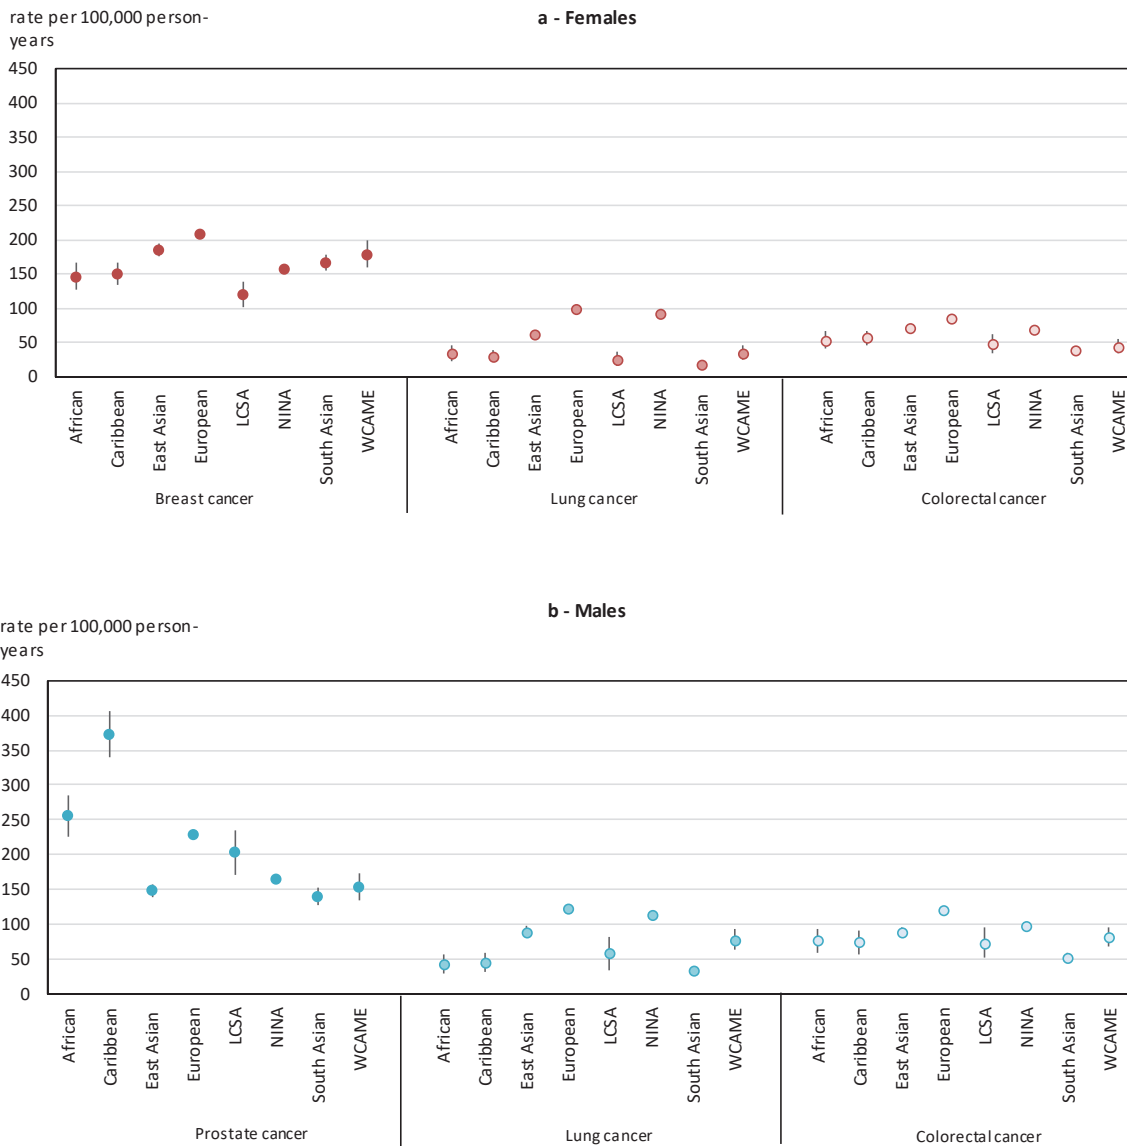 rate per 100,000 person-
years
a - Females
450
400
350
300
250
200
150
100
50
0
African
Caribbean
East Asian
European
LCSA
NINA
South Asian
WCAME
African
Caribbean
East Asian
European
LCSA
NINA
South Asian
WCAME
African
Caribbean
East Asian
European
LCSA
NINA
South Asian
WCAME
Breast cancer
Lung cancer
Colorectal cancer
b - Males
rate per 100,000 person-
years
450
400
350
300
250
200
150
100
50
0
African
Caribbean
East Asian
European
LCSA
NINA
South Asian
WCAME
African
Caribbean
East Asian
European
LCSA
NINA
South Asian
WCAME
African
Caribbean
East Asian
European
LCSA
NINA
South Asian
WCAME
Prostate cancer
Lung cancer
Colorectal cancer